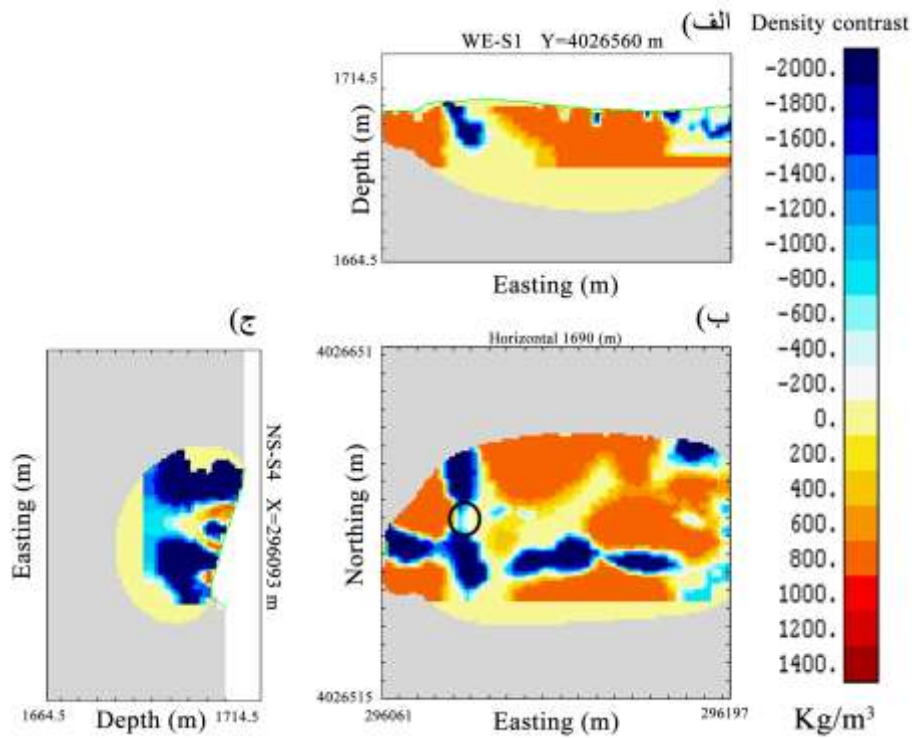 الف)
WE-S1 Y=4026560 m
1714.5
Depth (m)
1664.5
Easting (m)
Density contrast
-2000.
-1800.
-1600.
-1400.
-1200.
-1000.
-800.
-600.
-400.
-200.
0.
200.
400.
600.
800.
1000.
1200.
1400.
Kg/m³
ج)
Easting (m)
NS-S4 X=296093 m
1664.5
Depth (m)
1714.5
ب)
Horizontal 1690 (m)
4026651
Northing (m)
4026515
296061
Easting (m)
296197